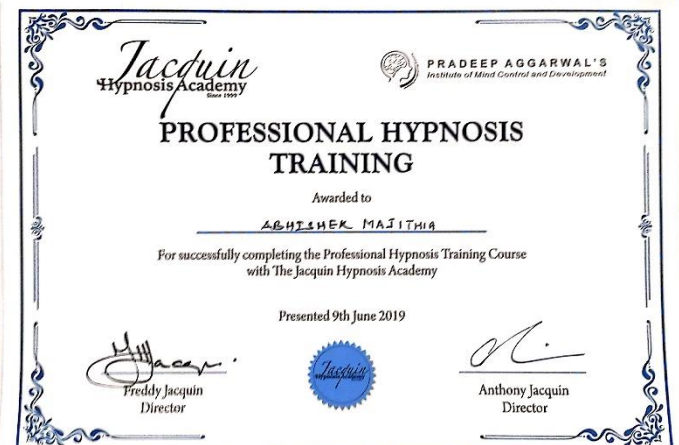 Jacquin
Hypnosis Academy
Since 1999
PRADEEP AGGARWAL'S
Institute of Mind Control and Development
PROFESSIONAL HYPNOSIS
TRAINING
Awarded to
ABHISHEK MAJITHIA
For successfully completing the Professional Hypnosis Training Course
with The Jacquin Hypnosis Academy
Presented 9th June 2019
Jacquin
Hypnosis Academy
Freddy Jacquin
Director
Anthony Jacquin
Director